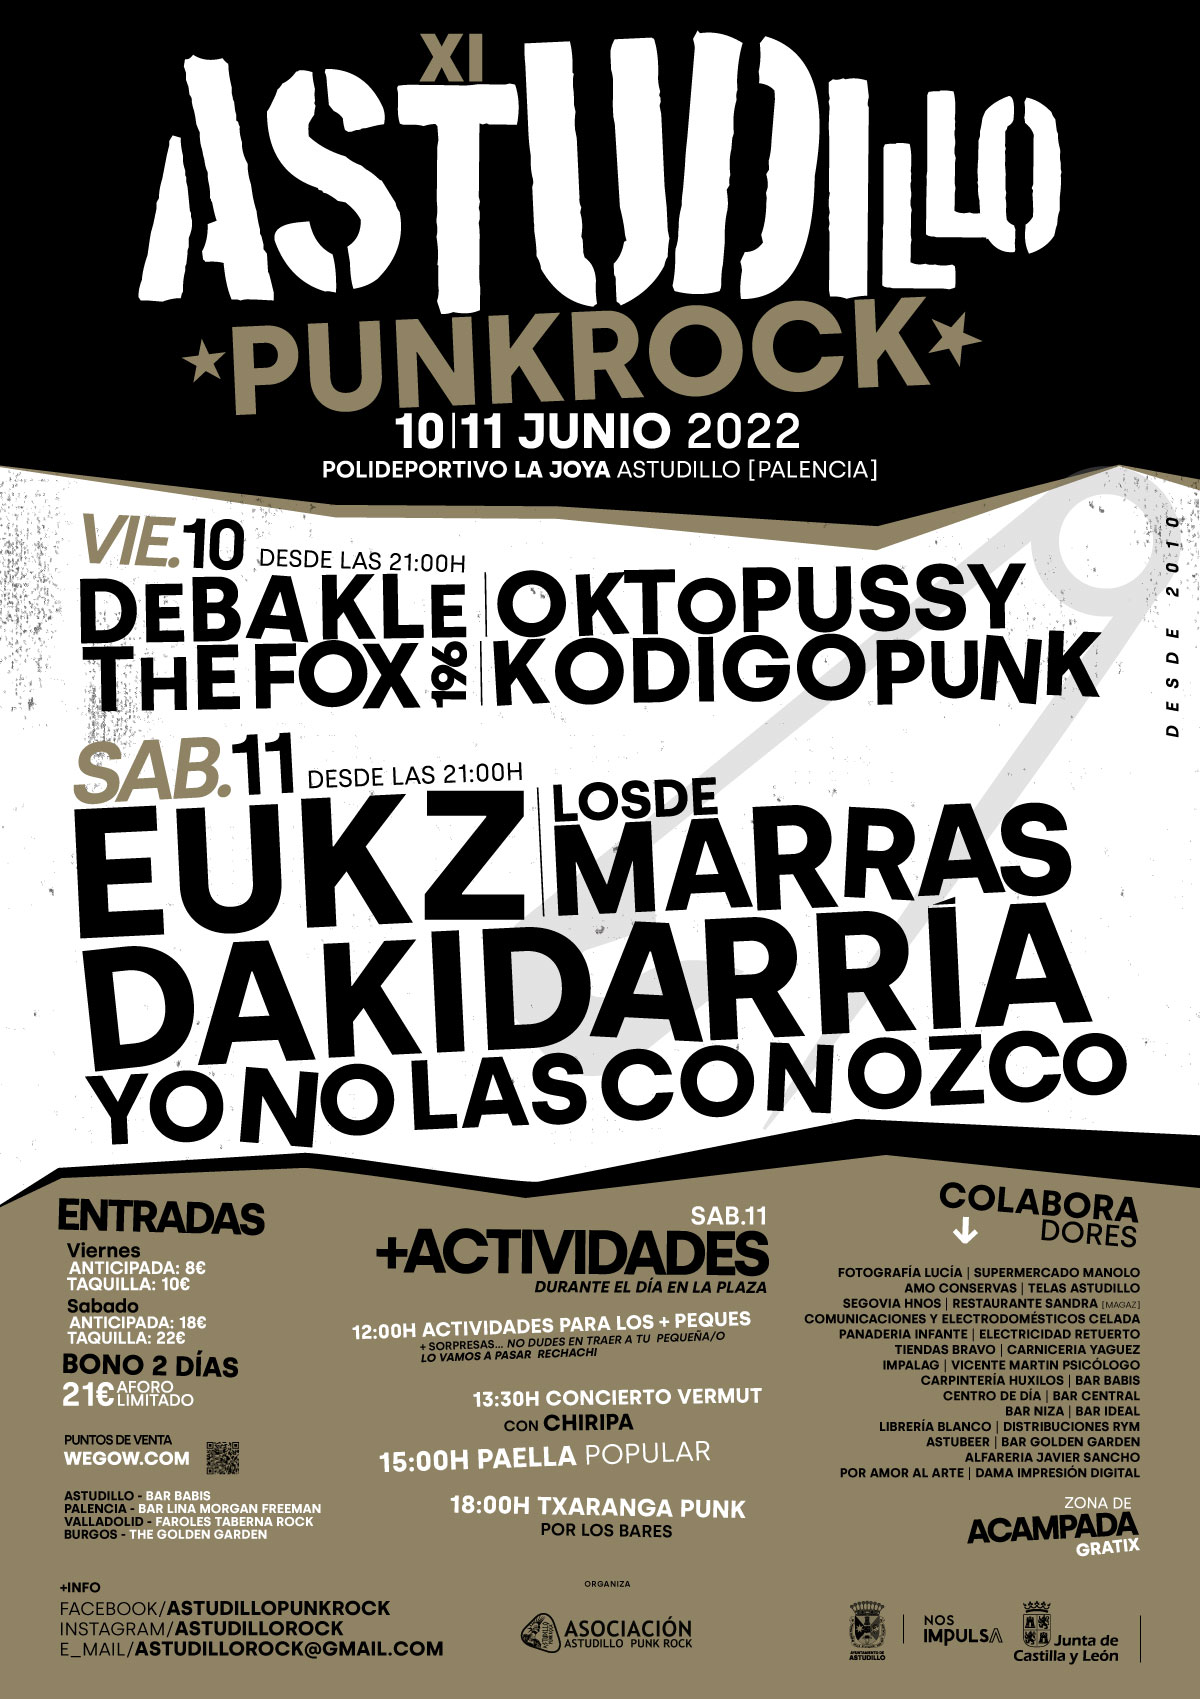 XI
ASTUDILLO
PUNKROCK
10|11 JUNIO 2022
POLIDEPORTIVO LA JOYA ASTUDILLO [PALENCIA]
DESDE 2010
VIE.10 DESDE LAS 21:00H
DEBAKLE | OKTOPUSSY
THE FOX 1961 | KODIGOPUNK
SAB.11 DESDE LAS 21:00H
EUKZ | LOSDE MARRAS
DAKIDARRÍA
YO NO LAS CONOZCO
ENTRADAS
Viernes
ANTICIPADA: 8€
TAQUILLA: 10€
Sabado
ANTICIPADA: 18€
TAQUILLA: 22€
BONO 2 DÍAS
21€ AFORO
LIMITADO
PUNTOS DE VENTA
WEGOW.COM
ASTUDILLO - BAR BABIS
PALENCIA - BAR LINA MORGAN FREEMAN
VALLADOLID - FAROLES TABERNA ROCK
BURGOS - THE GOLDEN GARDEN
SAB.11
+ACTIVIDADES
DURANTE EL DÍA EN LA PLAZA
12:00H ACTIVIDADES PARA LOS + PEQUES
+ SORPRESAS... NO DUDES EN TRAER A TU PEQUEÑA/O
LO VAMOS A PASAR RECHACHI
13:30H CONCIERTO VERMUT
CON CHIRIPA
15:00H PAELLA POPULAR
18:00H TXARANGA PUNK
POR LOS BARES
COLABORA
DORES
FOTOGRAFÍA LUCÍA | SUPERMERCADO MANOLO
AMO CONSERVAS | TELAS ASTUDILLO
SEGOVIA HNOS | RESTAURANTE SANDRA [MAGAZ]
COMUNICACIONES Y ELECTRODOMÉSTICOS CELADA
PANADERIA INFANTE | ELECTRICIDAD RETUERTO
TIENDAS BRAVO | CARNICERIA YAGUEZ
IMPALAG | VICENTE MARTIN PSICÓLOGO
CARPINTERÍA HUXILOS | BAR BABIS
CENTRO DE DÍA | BAR CENTRAL
BAR NIZA | BAR IDEAL
LIBRERÍA BLANCO | DISTRIBUCIONES RYM
ASTUBEER | BAR GOLDEN GARDEN
ALFARERIA JAVIER SANCHO
POR AMOR AL ARTE | DAMA IMPRESIÓN DIGITAL
ZONA DE
ACAMPADA
GRATIX
+INFO
FACEBOOK/ASTUDILLOPUNKROCK
INSTAGRAM/ASTUDILLOROCK
E_MAIL/ASTUDILLOROCK@GMAIL.COM
ORGANIZA
ASOCIACIÓN
ASTUDILLO PUNK ROCK
AYUNTAMIENTO DE
ASTUDILLO
NOS
IMPULSA
Junta de
Castilla y León